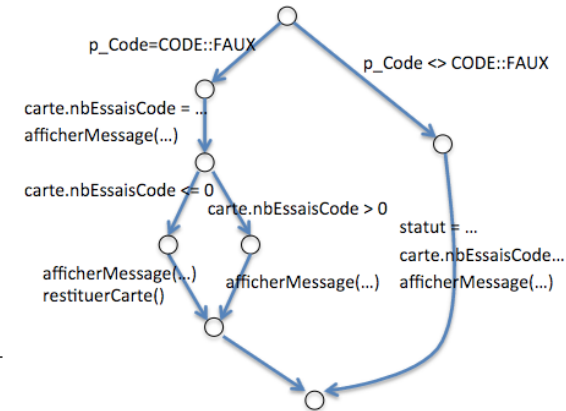 p_Code=CODE::FAUX
p_Code <> CODE::FAUX
carte.nbEssaisCode = ...
afficherMessage(...)
carte.nbEssaisCode <= 0
carte.nbEssaisCode > 0
statut = ...
carte.nbEssaisCode...
afficherMessage(...)
afficherMessage(...)
restituerCarte()
afficherMessage(...)